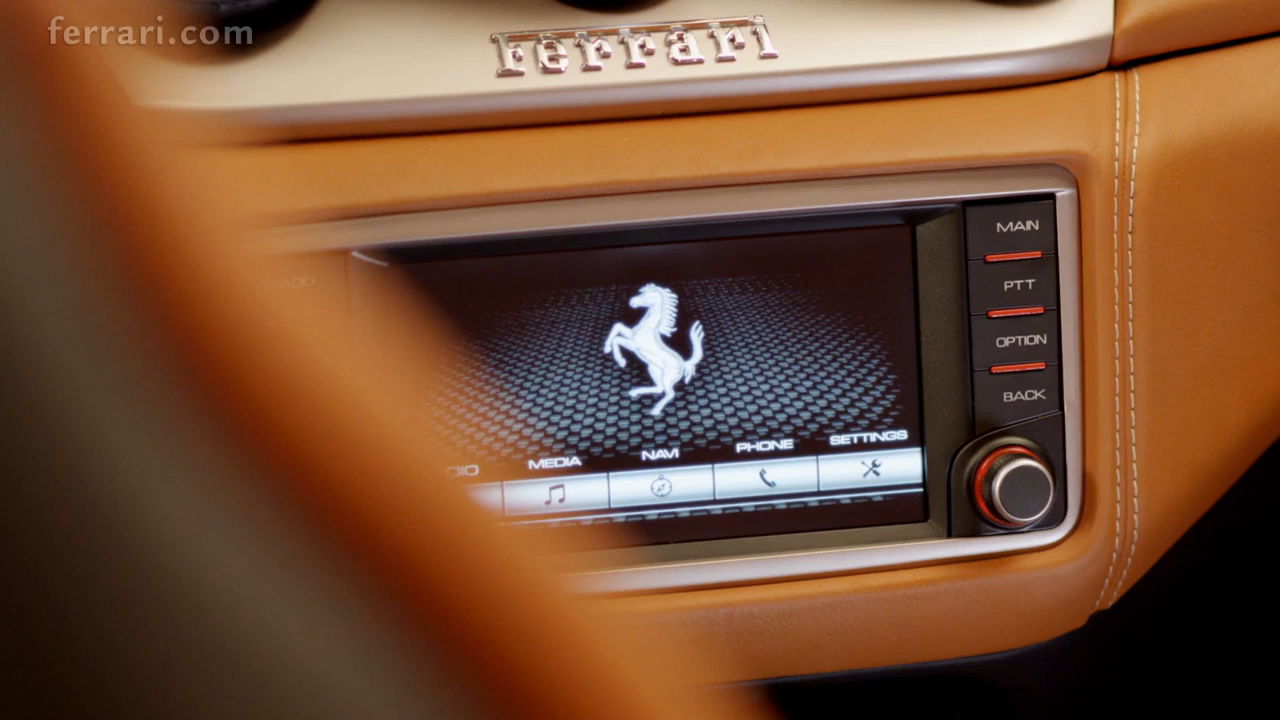 ferrari.com
Ferrari
MAIN
PTT
OPTION
BACK
MEDIA
NAVI
PHONE
SETTINGS